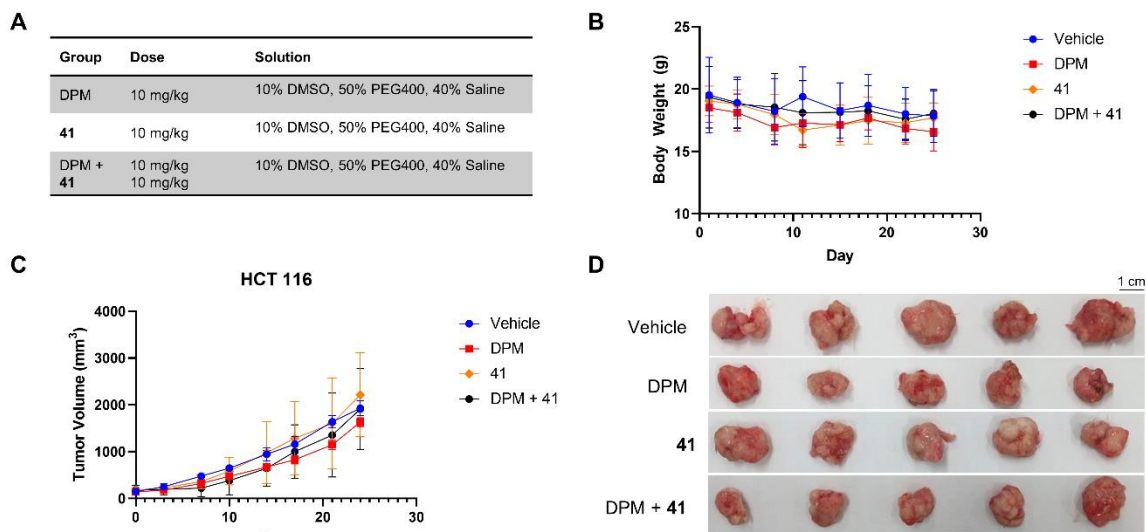 A
Group Dose Solution
DPM 10 mg/kg 10% DMSO, 50% PEG400, 40% Saline
41 10 mg/kg 10% DMSO, 50% PEG400, 40% Saline
DPM + 10 mg/kg 10% DMSO, 50% PEG400, 40% Saline
41 10 mg/kg
B
Body Weight (g)
25
20
15
10
0 10 20 30
Day
Vehicle
DPM
41
DPM + 41
C
HCT 116
Tumor Volume (mm³)
4000
3000
2000
1000
0
0 10 20 30
Vehicle
DPM
41
DPM + 41
D
1 cm
Vehicle
DPM
41
DPM + 41